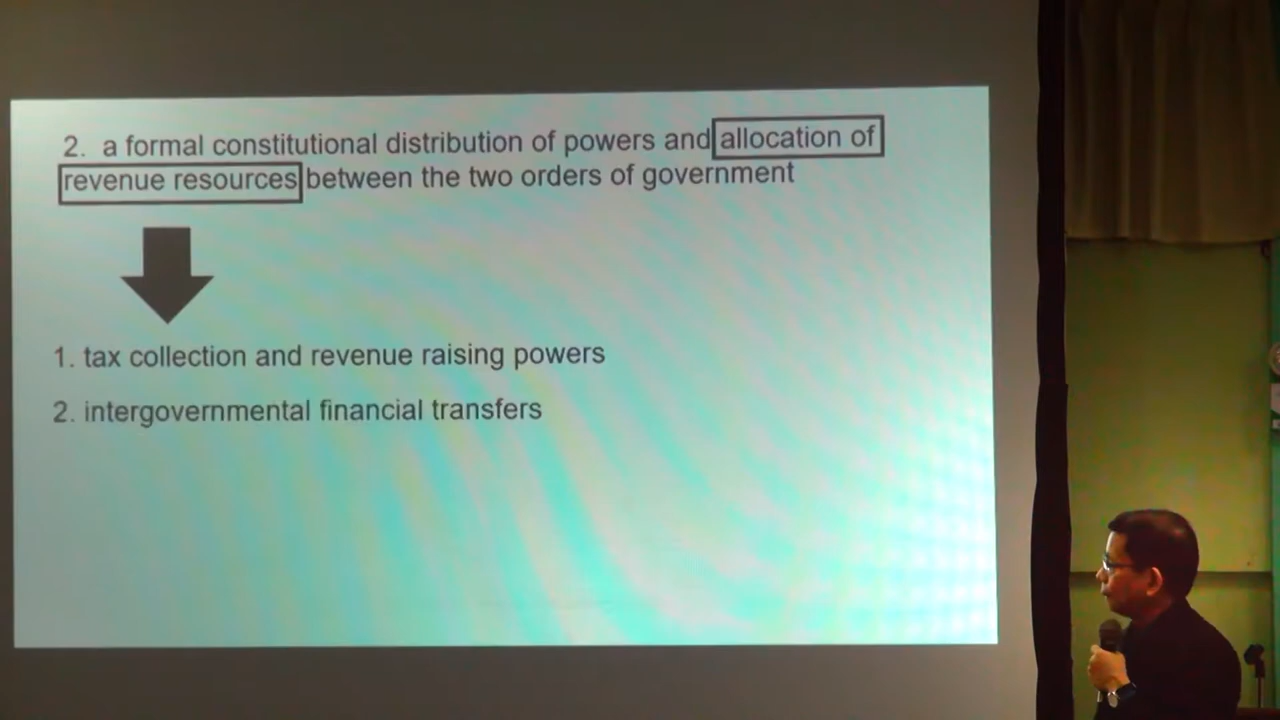 2. a formal constitutional distribution of powers and allocation of
revenue resources between the two orders of government
1. tax collection and revenue raising powers
2. intergovernmental financial transfers